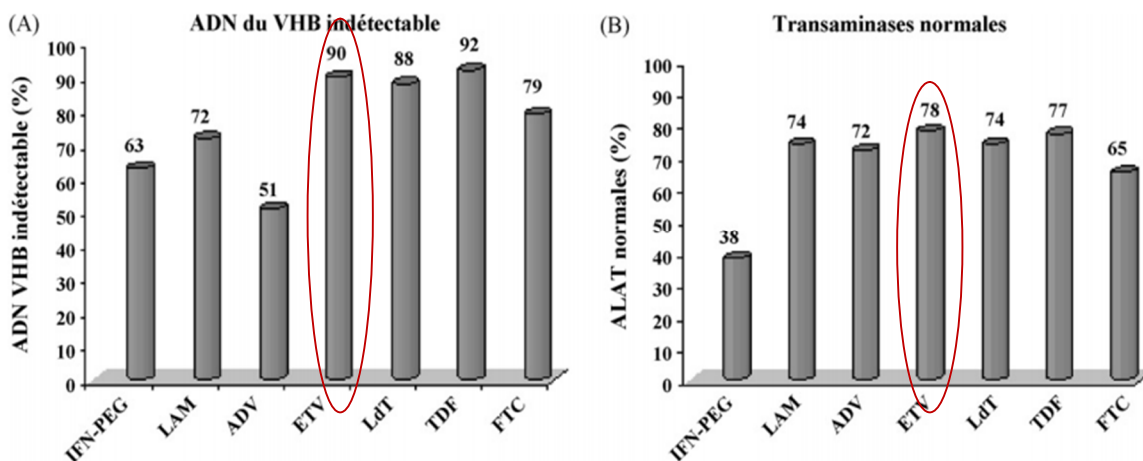 (A)
ADN du VHB indétectable
ADN VHB indétectable (%)
100
90
80
70
60
50
40
30
20
10
0
63
72
51
90
88
92
79
IFN-PEG
LAM
ADV
ETV
LdT
TDF
FTC
(B)
Transaminases normales
ALAT normales (%)
100
90
80
70
60
50
40
30
20
10
0
38
74
72
78
74
77
65
IFN-PEG
LAM
ADV
ETV
LdT
TDF
FTC